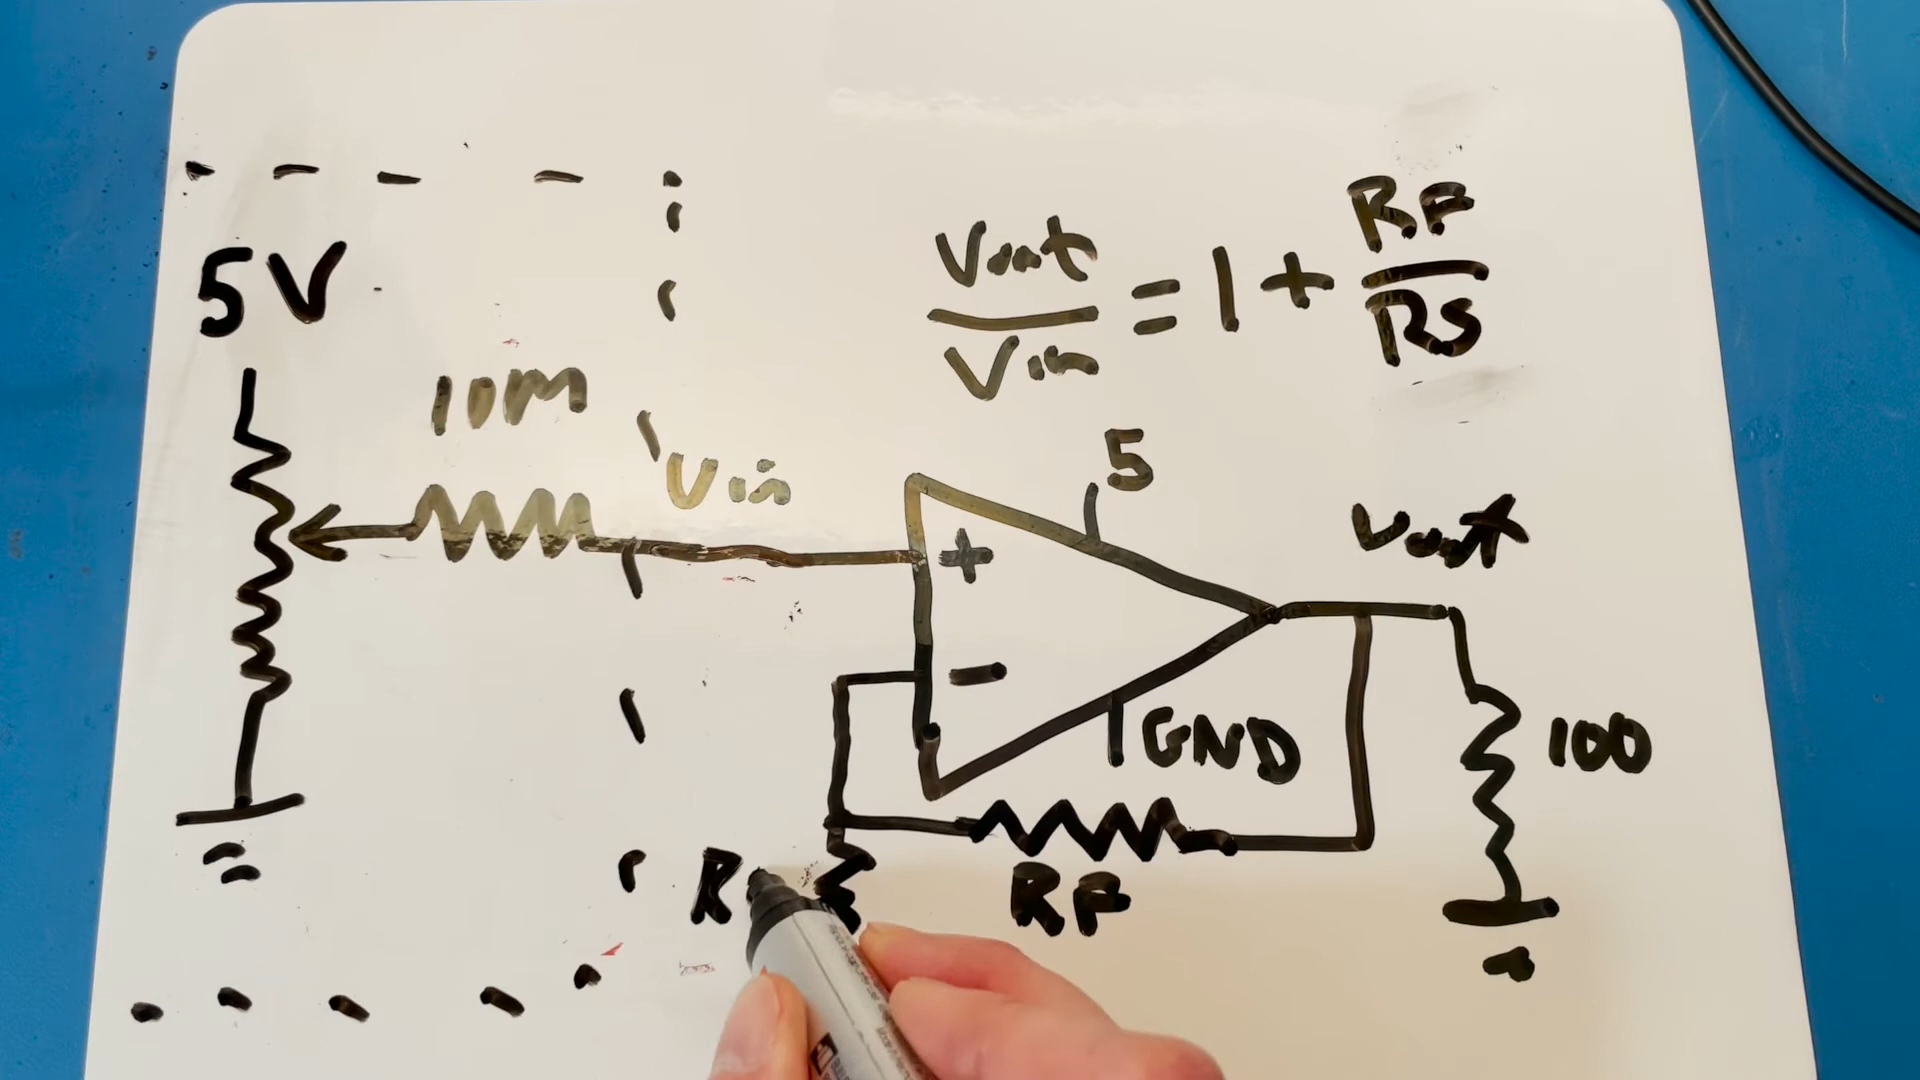 5V
10M
Vin
Vout
Vin
= 1 +
RF
RS
5
+
-
Vout
GND
100
R
RF